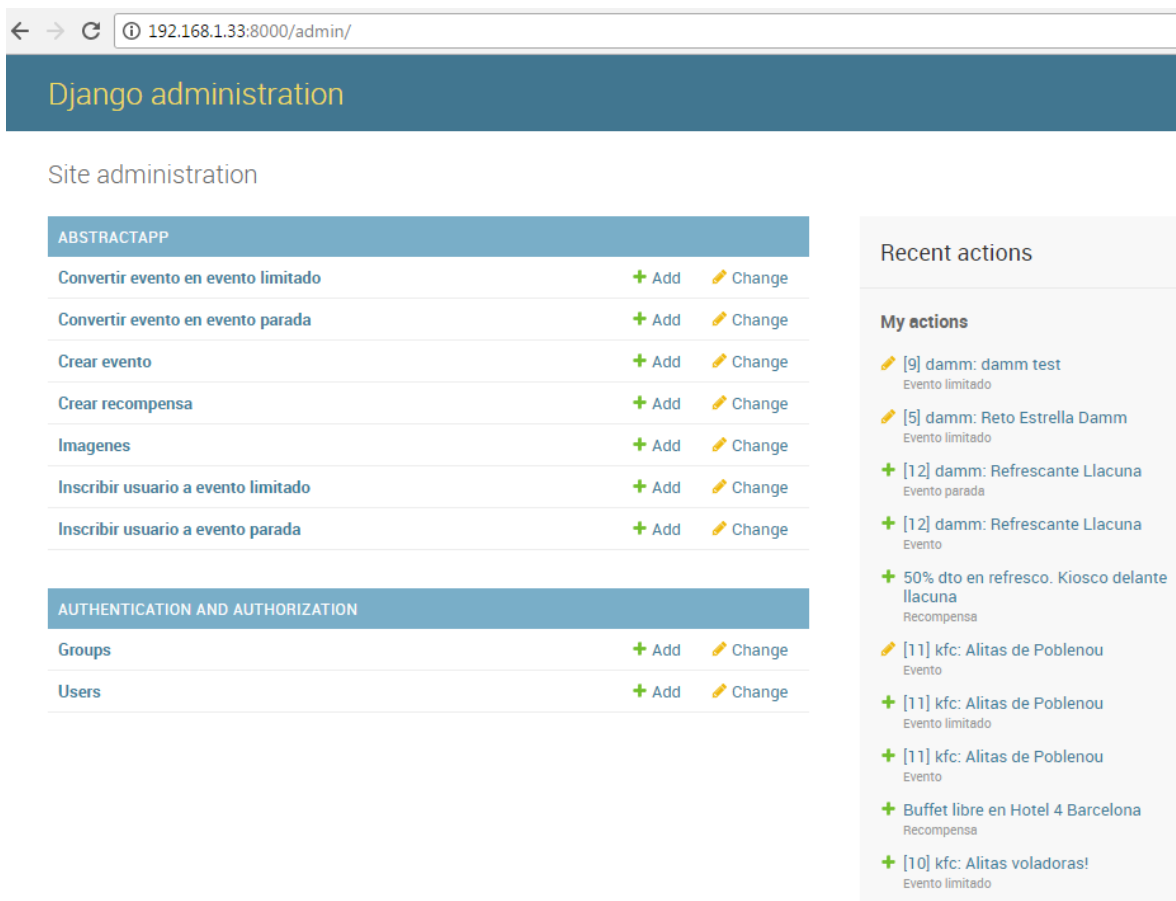 192.168.1.33:8000/admin/
Django administration
Site administration
ABSTRACTAPP
Convertir evento en evento limitado Add Change
Convertir evento en evento parada Add Change
Crear evento Add Change
Crear recompensa Add Change
Imagenes Add Change
Inscribir usuario a evento limitado Add Change
Inscribir usuario a evento parada Add Change
AUTHENTICATION AND AUTHORIZATION
Groups Add Change
Users Add Change
Recent actions
My actions
[9] damm: damm test
Evento limitado
[5] damm: Reto Estrella Damm
Evento limitado
[12] damm: Refrescante Llacuna
Evento parada
[12] damm: Refrescante Llacuna
Evento
50% dto en refresco. Kiosco delante
llacuna
Recompensa
[11] kfc: Alitas de Poblenou
Evento
[11] kfc: Alitas de Poblenou
Evento limitado
[11] kfc: Alitas de Poblenou
Evento
Buffet libre en Hotel 4 Barcelona
Recompensa
[10] kfc: Alitas voladoras!
Evento limitado